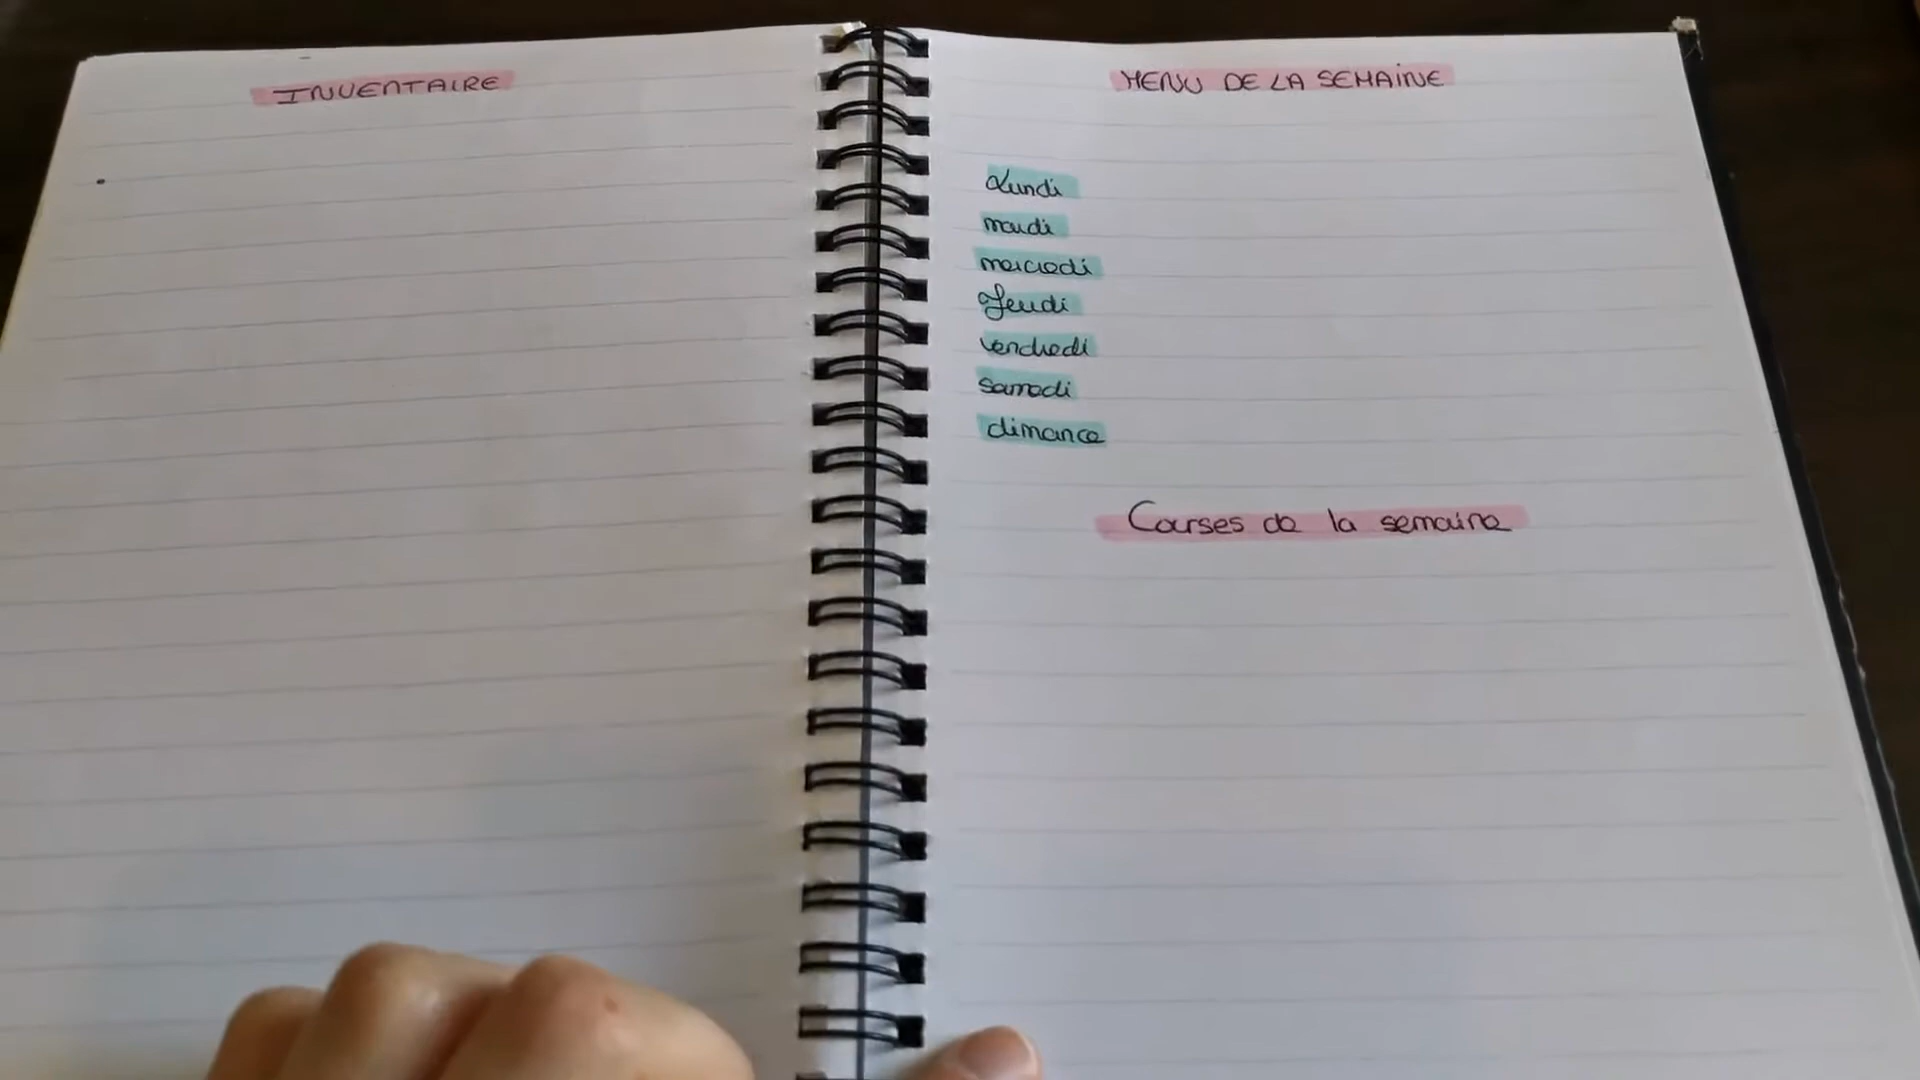 INVENTAIRE
MENU DE LA SEMAINE
Lundi
mardi
mercredi
Jeudi
vendredi
samedi
dimance
Courses de la semaine